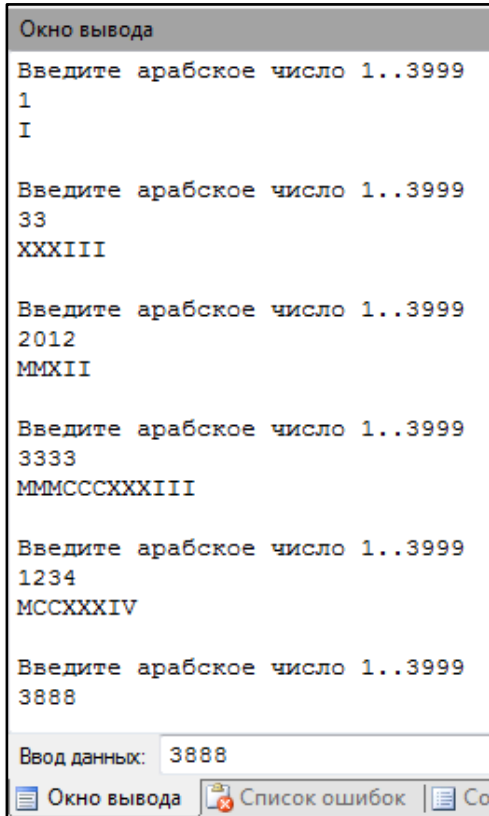 Окно вывода
Введите арабское число 1..3999
1
I
Введите арабское число 1..3999
33
XXXIII
Введите арабское число 1..3999
2012
MMXII
Введите арабское число 1..3999
3333
MMMCCCXXXIII
Введите арабское число 1..3999
1234
MCCXXXIV
Введите арабское число 1..3999
3888
Ввод данных: 3888
Окно вывода Список ошибок Со